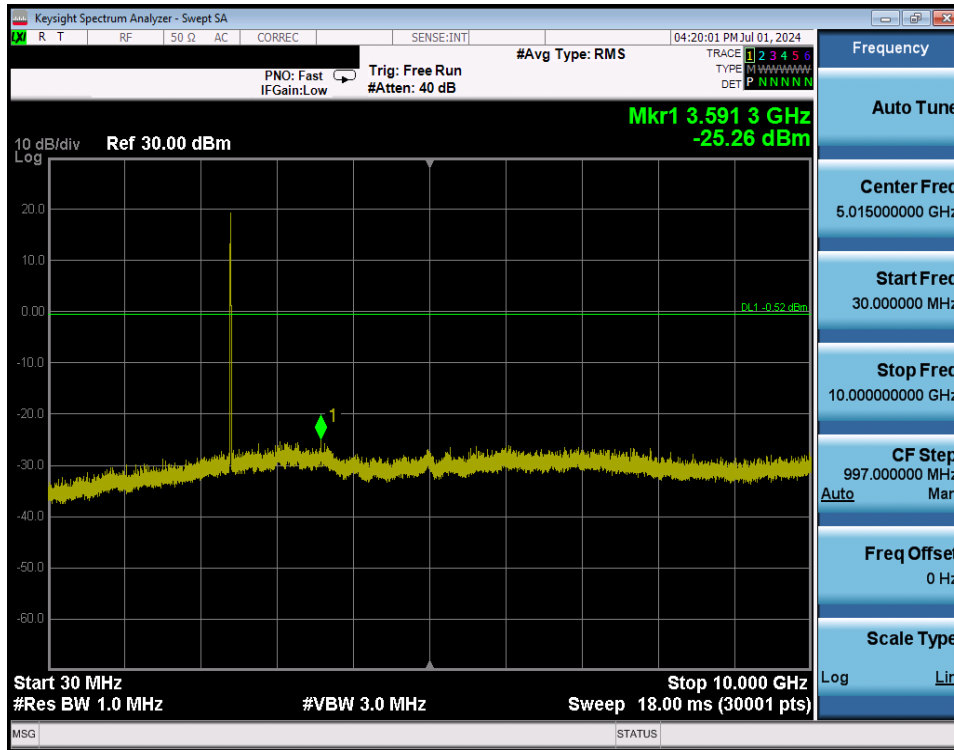 Keysight Spectrum Analyzer - Swept SA
LXI R T RF 50 Ω AC CORREC SENSE:INT 04:20:01 PM Jul 01, 2024
#Avg Type: RMS TRACE 1 2 3 4 5 6
PNO: Fast Trig: Free Run TYPE M W W W W W
IFGain:Low #Atten: 40 dB DET P N N N N N
Mkr1 3.591 3 GHz
-25.26 dBm
10 dB/div Ref 30.00 dBm
Log
20.0
10.0
0.00
DL1 -0.52 dBm
-10.0
-20.0
1
-30.0
-40.0
-50.0
-60.0
Start 30 MHz Stop 10.000 GHz
#Res BW 1.0 MHz #VBW 3.0 MHz Sweep 18.00 ms (30001 pts)
MSG STATUS
Frequency
Auto Tune
Center Freq
5.015000000 GHz
Start Freq
30.000000 MHz
Stop Freq
10.000000000 GHz
CF Step
997.000000 MHz
Auto Man
Freq Offset
0 Hz
Scale Type
Log Lin